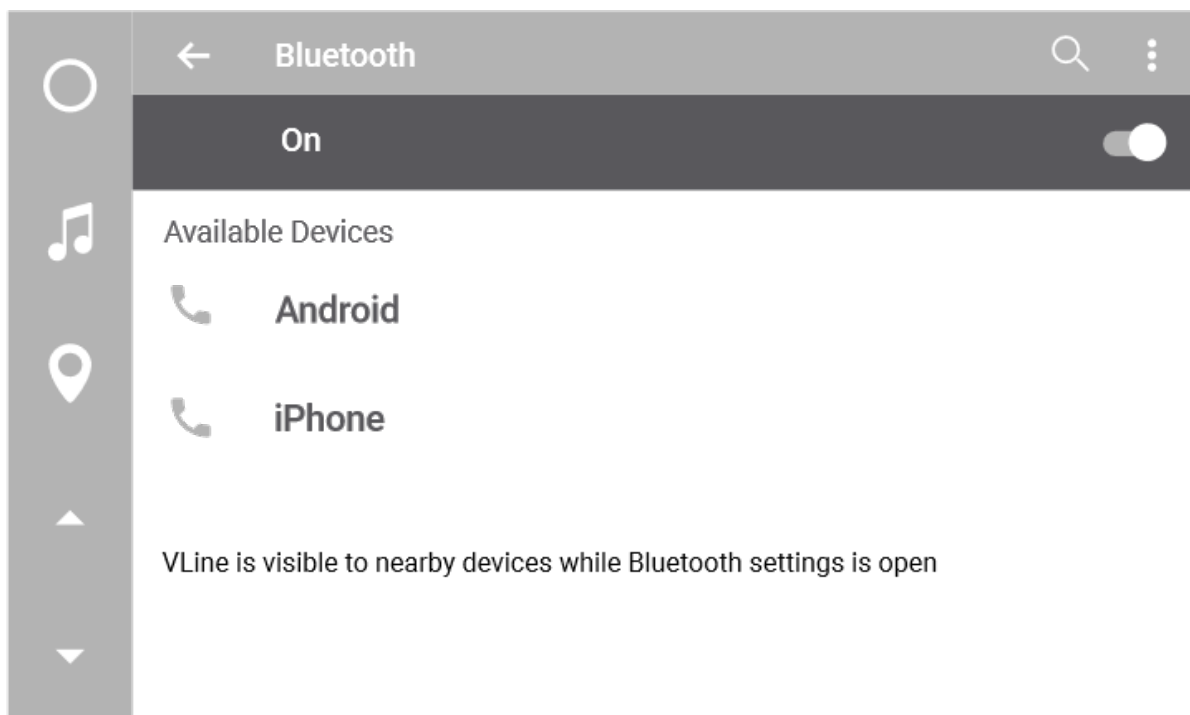 Bluetooth
On
Available Devices
Android
iPhone
VLine is visible to nearby devices while Bluetooth settings is open